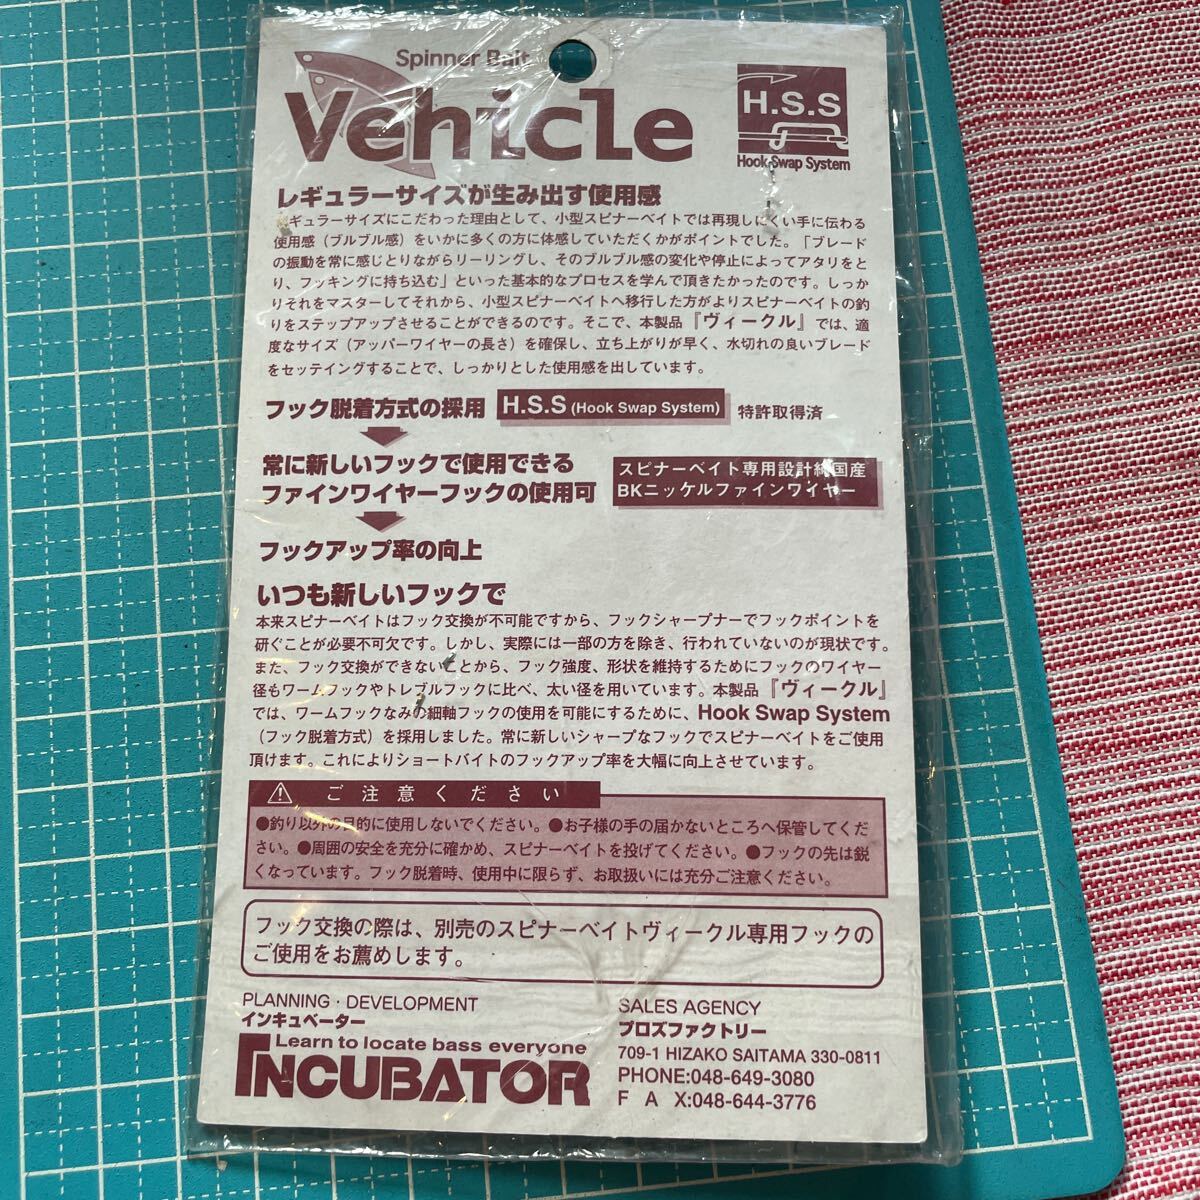 Spinner Bait
Vehicle
H.S.S
Hook Swap System
レギュラーサイズが生み出す使用感
ギュラーサイズにこだわった理由として、小型スピナーベイトでは再現しにくい手に伝わる
使用感（ブルブル感）をいかに多くの方に体感していただくかがポイントでした。「ブレード
の振動を常に感じとりながらリーリングし、そのブルブル感の変化や停止によってアタリをと
り、フッキングに持ち込む」といった基本的なプロセスを学んで頂きたかったのです。しっか
りそれをマスターしてそれから、小型スピナーベイトへ移行した方がよりスピナーベイトの釣
りをステップアップさせることができるのです。そこで、本製品『ヴィークル』では、適
度なサイズ（アッパーワイヤーの長さ）を確保し、立ち上がりが早く、水切れの良いブレード
をセッテイングすることで、しっかりとした使用感を出しています。
フック脱着方式の採用 H.S.S (Hook Swap System) 特許取得済
常に新しいフックで使用できる
ファインワイヤーフックの使用可
スピナーベイト専用設計純国産
BKニッケルファインワイヤー
フックアップ率の向上
いつも新しいフックで
本来スピナーベイトはフック交換が不可能ですから、フックシャープナーでフックポイントを
研ぐことが必要不可欠です。しかし、実際には一部の方を除き、行われていないのが現状です。
また、フック交換ができないことから、フック強度、形状を維持するためにフックのワイヤー
径もワームフックやトレブルフックに比べ、太い径を用いています。本製品『ヴィークル』
では、ワームフックなみの細軸フックの使用を可能にするために、Hook Swap System
（フック脱着方式）を採用しました。常に新しいシャープなフックでスピナーベイトをご使用
頂けます。これによりショートバイトのフックアップ率を大幅に向上させています。
ご注意ください
●釣り以外の目的に使用しないでください。●お子様の手の届かないところへ保管してくだ
さい。●周囲の安全を充分に確かめ、スピナーベイトを投げてください。●フックの先は鋭
くなっています。フック脱着時、使用中に限らず、お取扱いには充分ご注意ください。
フック交換の際は、別売のスピナーベイトヴィークル専用フックの
ご使用をお薦めします。
PLANNING・DEVELOPMENT
インキュベーター
Learn to locate bass everyone
INCUBATOR
SALES AGENCY
プロズファクトリー
709-1 HIZAKO SAITAMA 330-0811
PHONE:048-649-3080
F A X:048-644-3776